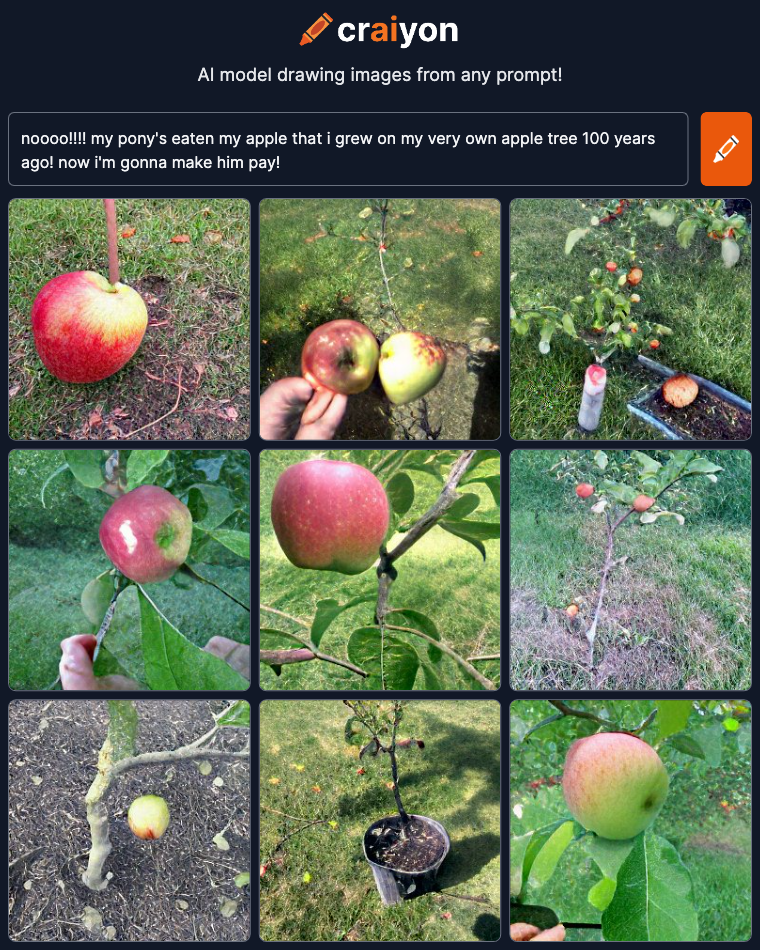 craiyon
AI model drawing images from any prompt!
noooo!!!! my pony's eaten my apple that i grew on my very own apple tree 100 years
ago! now i'm gonna make him pay!